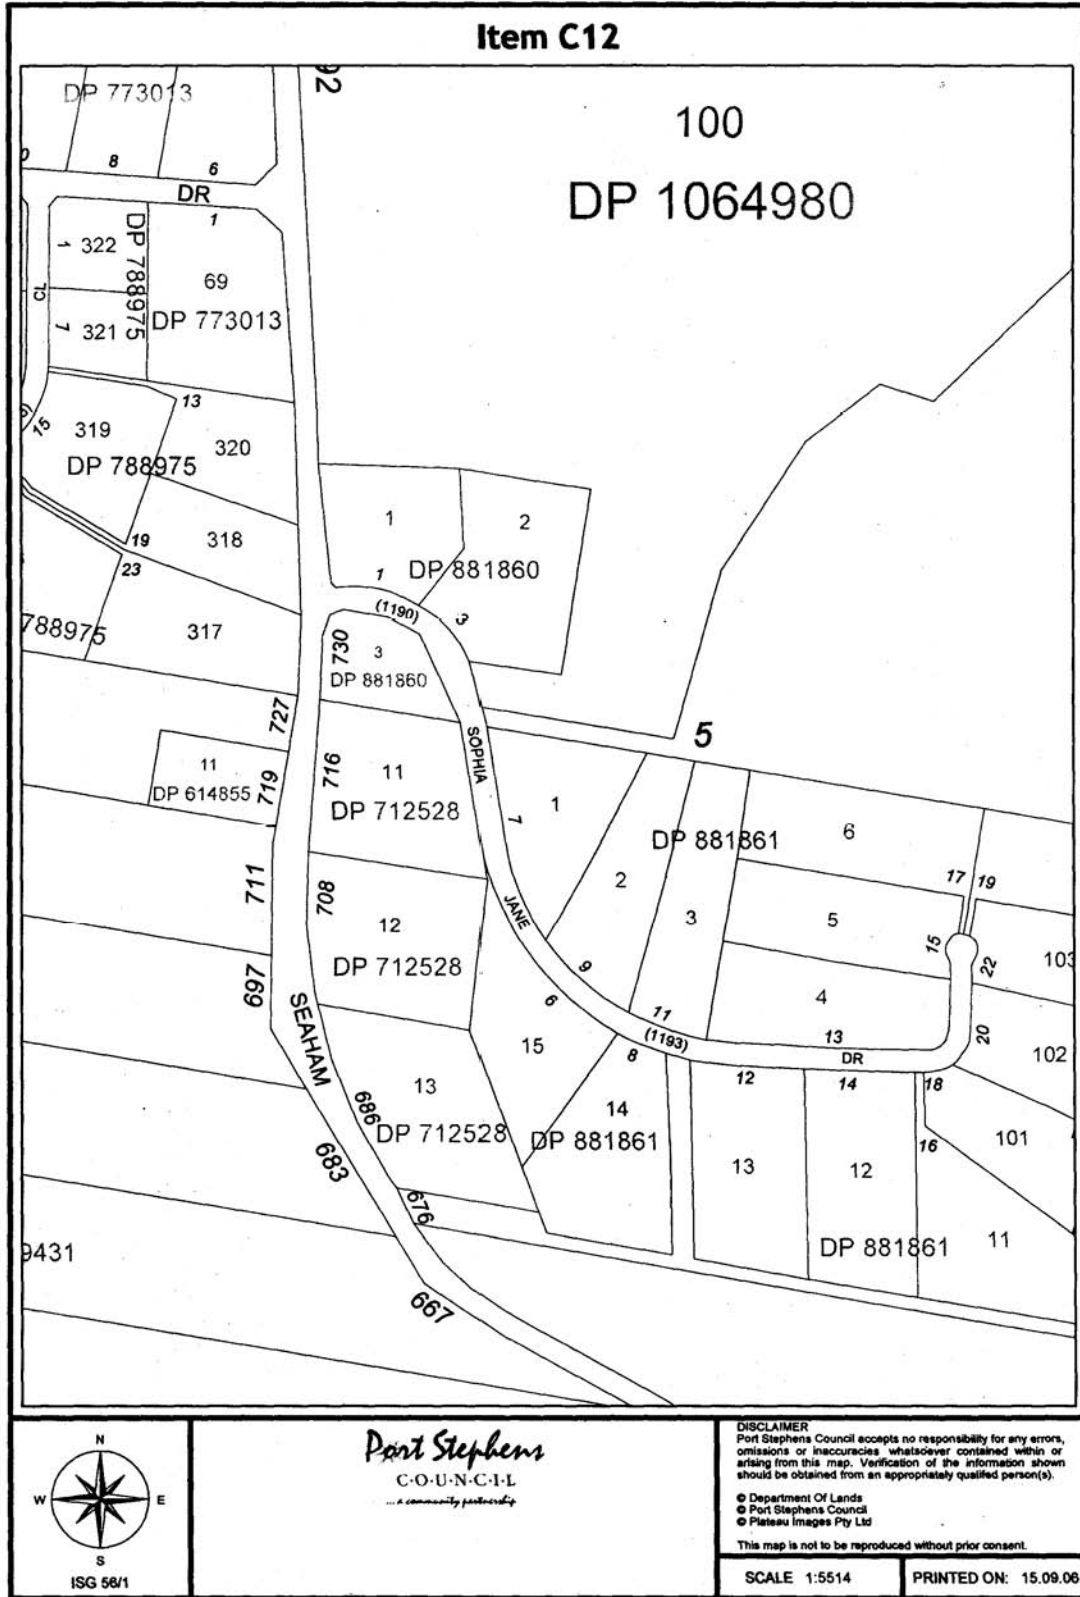 Item C12
DP 773013
92
100
DP 1064980
8
6
DR
1
1
322
DP 788975
69
CL
7
321
DP 773013
13
15
319
320
DP 788975
1
2
318
19
23
DP 881860
1
(1190)
3
788975
317
730
3
DP 881860
727
SOPHIA
5
11
DP 614855
719
716
11
DP 712528
1
7
DP 881861
6
2
711
708
JANE
3
17
19
12
5
15
DP 712528
9
22
103
697
SEAHAM
6
4
11
(1193)
13
20
15
8
DR
102
12
14
18
13
686
14
101
DP 712528
DP 881861
16
683
13
12
676
11
DP 881861
9431
667
N
W
E
S
ISG 56/1
Port Stephens
C·O·U·N·C·I·L
... a community partnership
DISCLAIMER
Port Stephens Council accepts no responsibility for any errors,
omissions or inaccuracies whatsoever contained within or
arising from this map. Verification of the information shown
should be obtained from an appropriately qualified person(s).
© Department Of Lands
© Port Stephens Council
© Plateau Images Pty Ltd
This map is not to be reproduced without prior consent.
SCALE 1:5514
PRINTED ON: 15.09.06